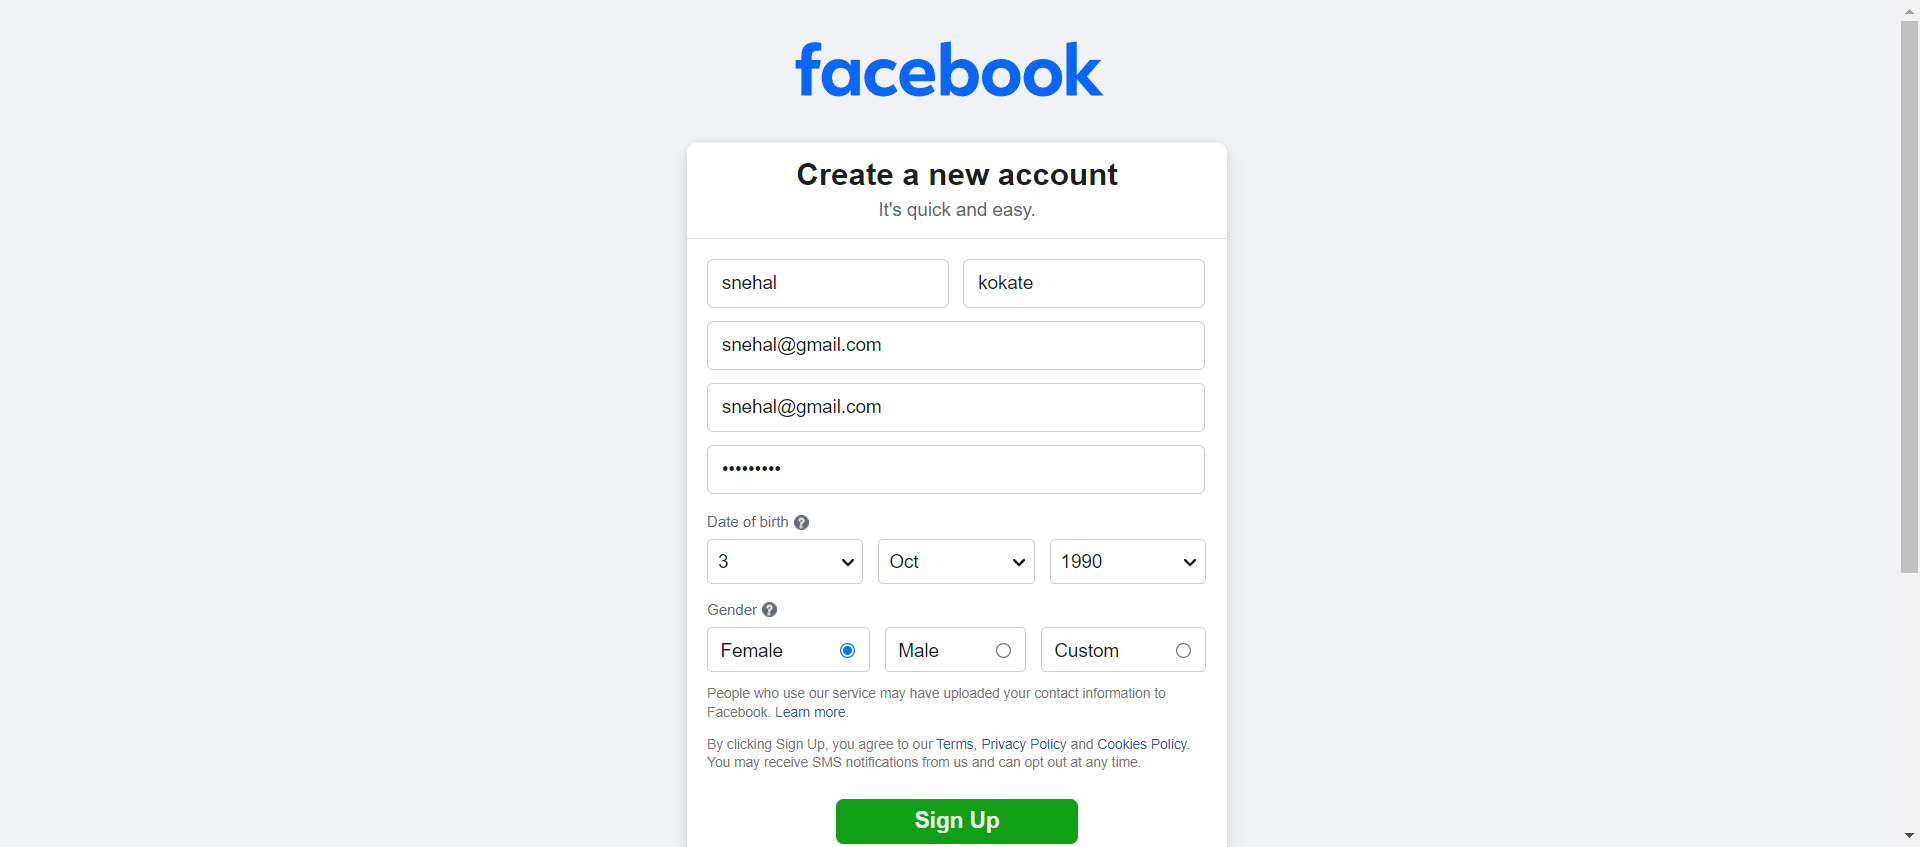 facebook
Create a new account
It's quick and easy.
snehal kokate
snehal@gmail.com
snehal@gmail.com
•••••••••
Date of birth ?
3 Oct 1990
Gender ?
Female Male Custom
People who use our service may have uploaded your contact information to
Facebook. Learn more.
By clicking Sign Up, you agree to our Terms, Privacy Policy and Cookies Policy.
You may receive SMS notifications from us and can opt out at any time.
Sign Up